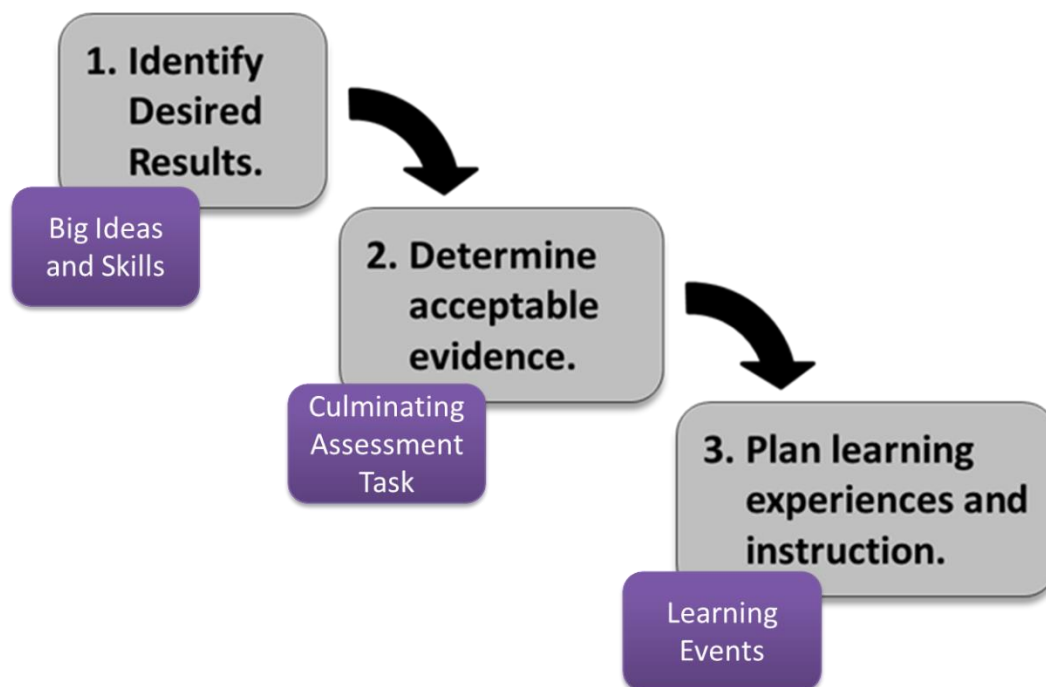 1. Identify
Desired
Results.
Big Ideas
and Skills
2. Determine
acceptable
evidence.
Culminating
Assessment
Task
3. Plan learning
experiences and
instruction.
Learning
Events